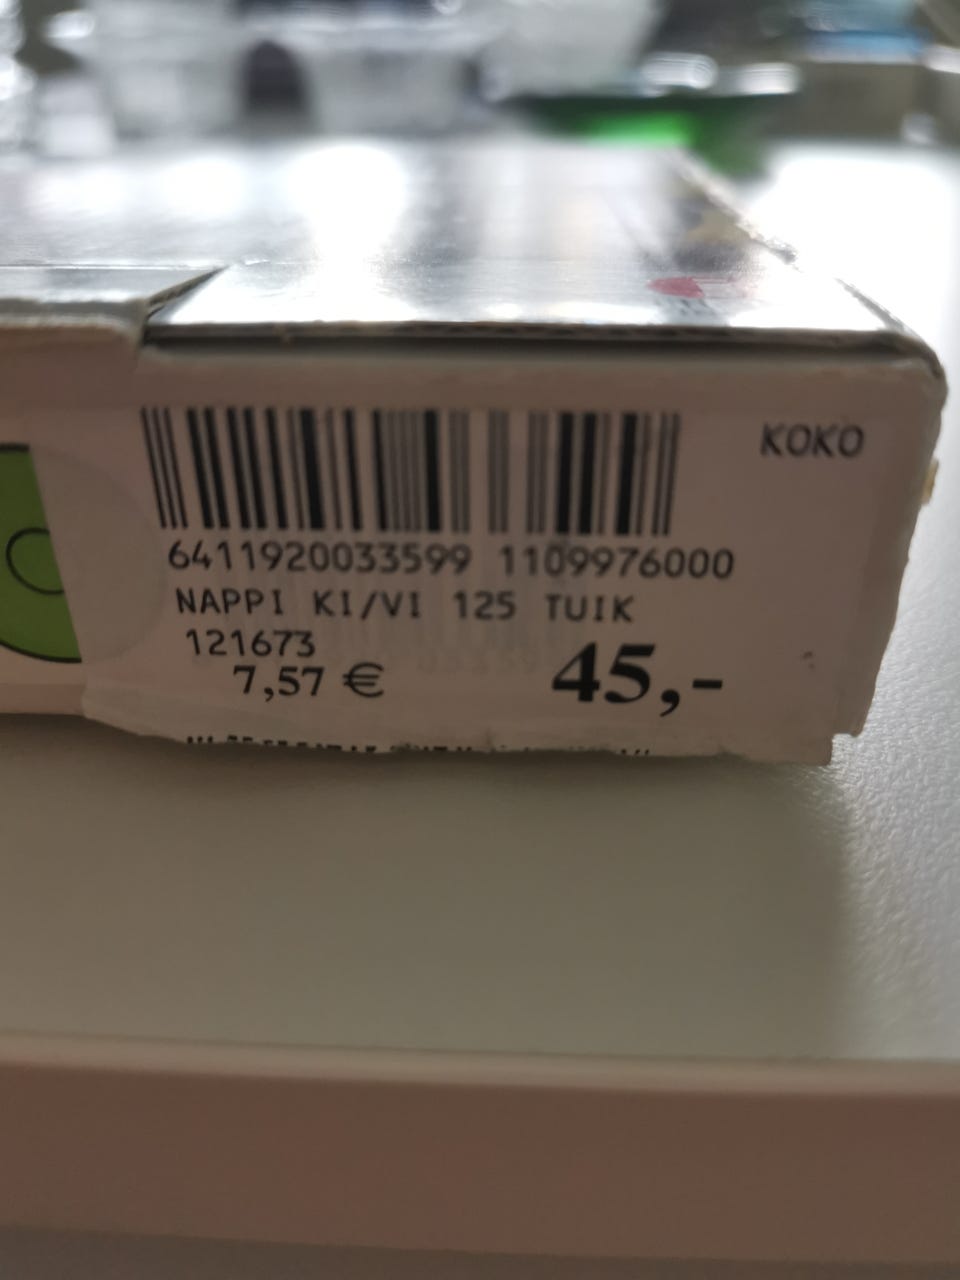 KOKO
6411920033599 1109976000
NAPPI KI/VI 125 TUIK
121673
7,57 € 45,-